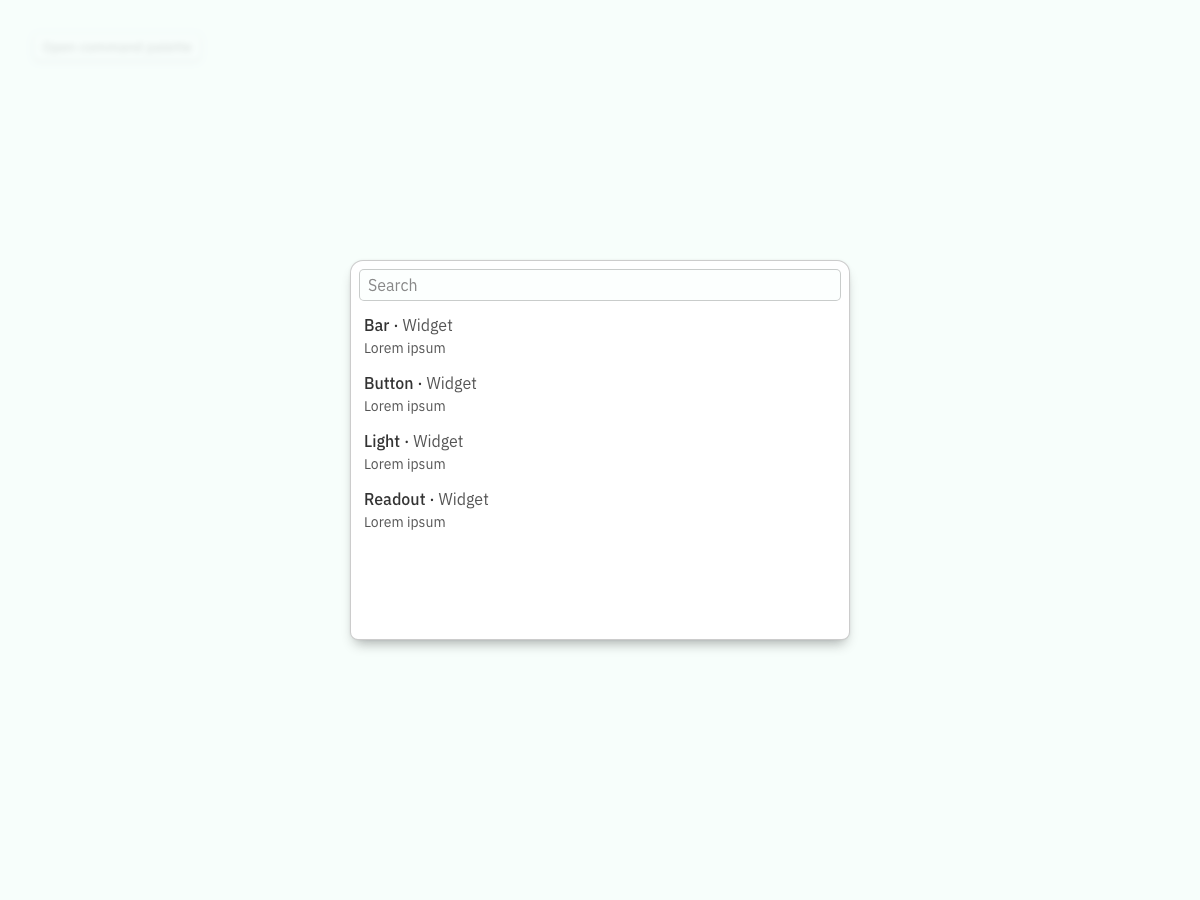 Search
Bar · Widget
Lorem ipsum
Button · Widget
Lorem ipsum
Light · Widget
Lorem ipsum
Readout · Widget
Lorem ipsum